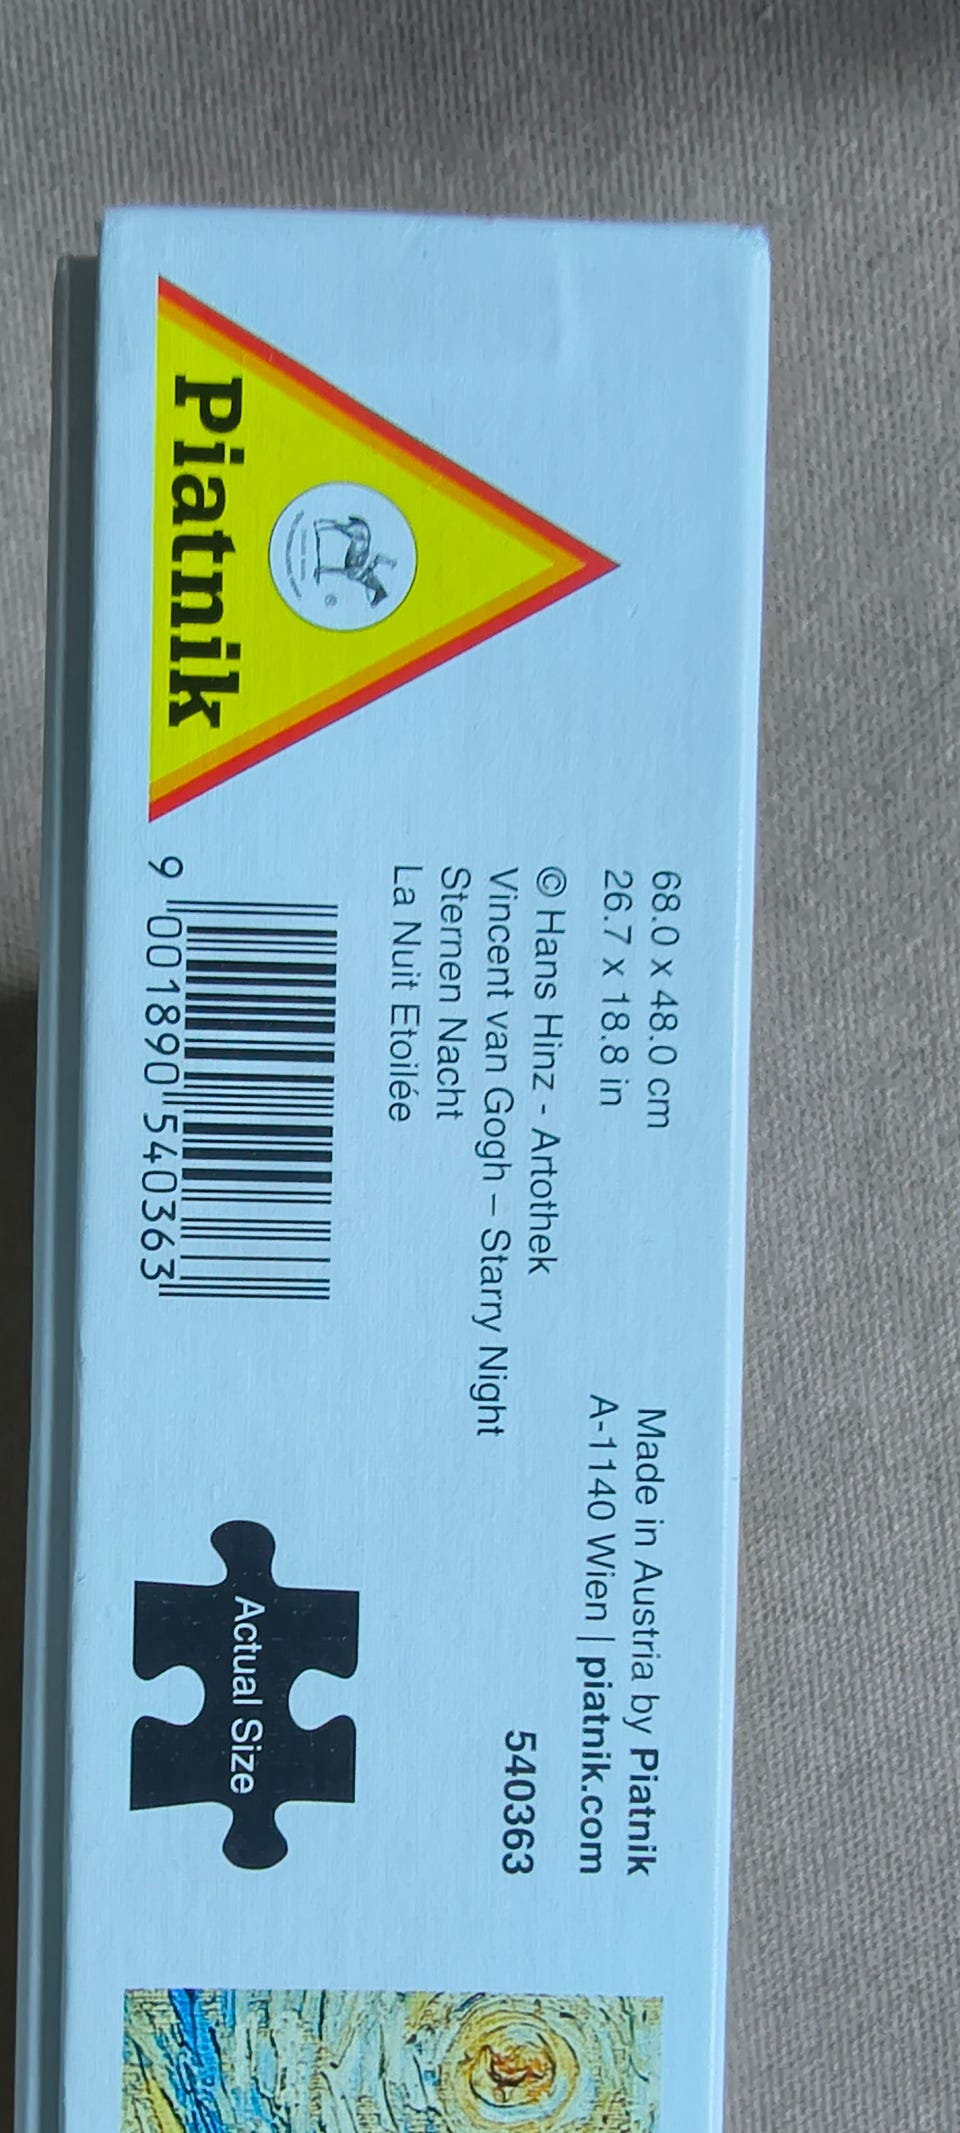 Piatnik
®
68.0 x 48.0 cm
26.7 x 18.8 in
© Hans Hinz - Artothek
Vincent van Gogh – Starry Night
Sternen Nacht
La Nuit Etoilée
9 001890 540363
Made in Austria by Piatnik
A-1140 Wien | piatnik.com
540363
Actual Size